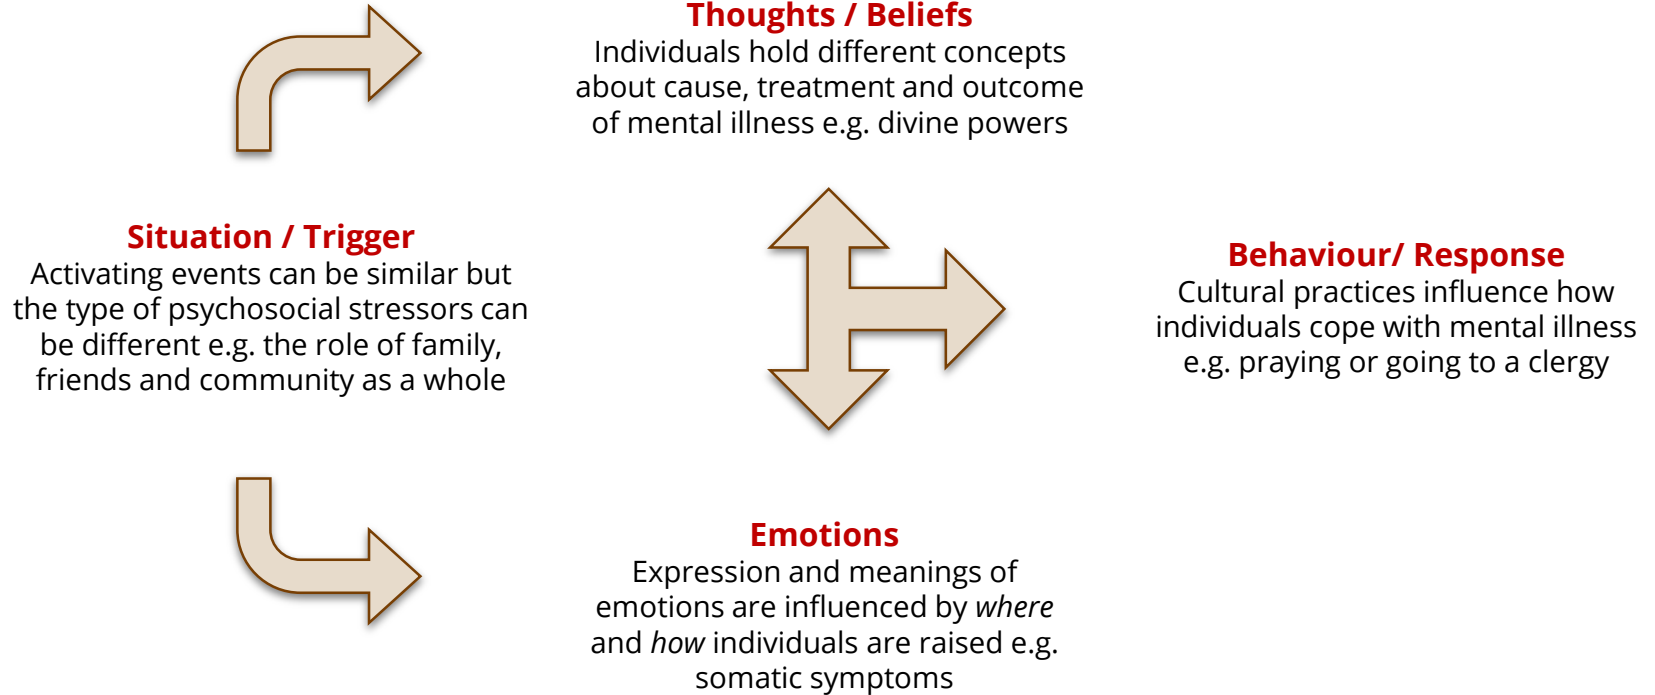 Thoughts / Beliefs
Individuals hold different concepts
about cause, treatment and outcome
of mental illness e.g. divine powers
Situation / Trigger
Activating events can be similar but
the type of psychosocial stressors can
be different e.g. the role of family,
friends and community as a whole
Behaviour/ Response
Cultural practices influence how
individuals cope with mental illness
e.g. praying or going to a clergy
Emotions
Expression and meanings of
emotions are influenced by where
and how individuals are raised e.g.
somatic symptoms